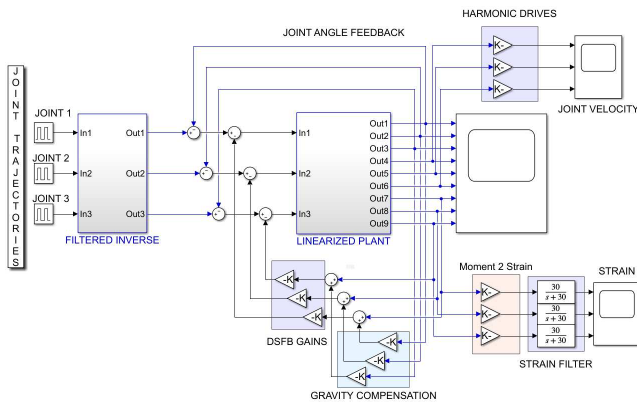 HARMONIC DRIVES
JOINT ANGLE FEEDBACK
K-
K-
K-
JOINT VELOCITY
JOINT TRAJECTORIES
JOINT 1
JOINT 2
JOINT 3
In1
In2
In3
Out1
Out2
Out3
FILTERED INVERSE
In1
In2
In3
Out1
Out2
Out3
Out4
Out5
Out6
Out7
Out8
Out9
LINEARIZED PLANT
-K
-K
-K
DSFB GAINS
-K
-K
-K
GRAVITY COMPENSATION
Moment 2 Strain
K-
K-
K-
30
s + 30
30
s + 30
30
s + 30
STRAIN FILTER
STRAIN